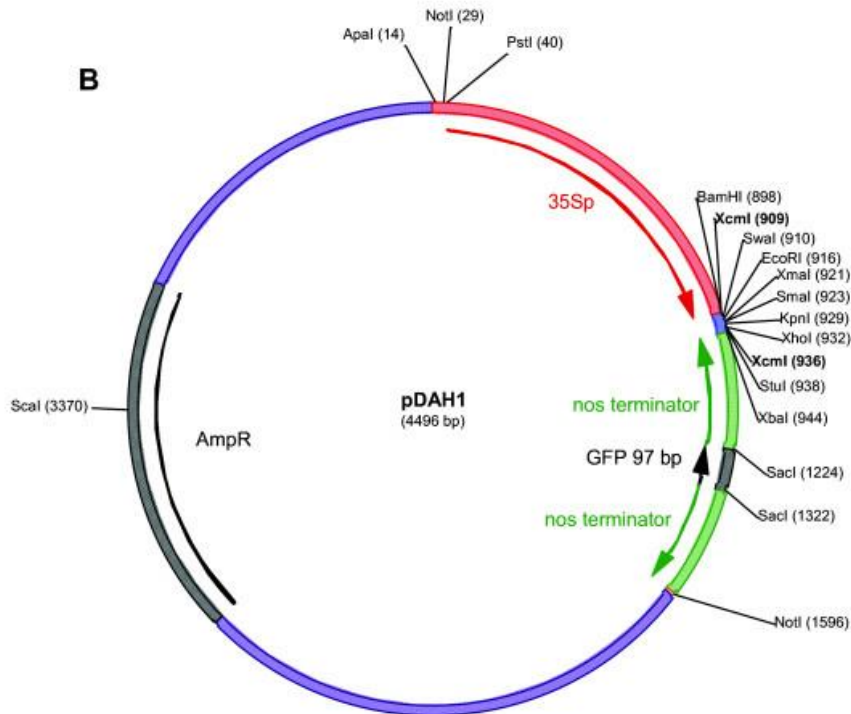 B
ApaI (14)
NotI (29)
PstI (40)
35Sp
BamHI (898)
XcmI (909)
SwaI (910)
EcoRI (916)
XmaI (921)
SmaI (923)
KpnI (929)
XhoI (932)
XcmI (936)
StuI (938)
XbaI (944)
pDAH1
(4496 bp)
ScaI (3370)
AmpR
nos terminator
GFP 97 bp
SacI (1224)
nos terminator
SacI (1322)
NotI (1596)